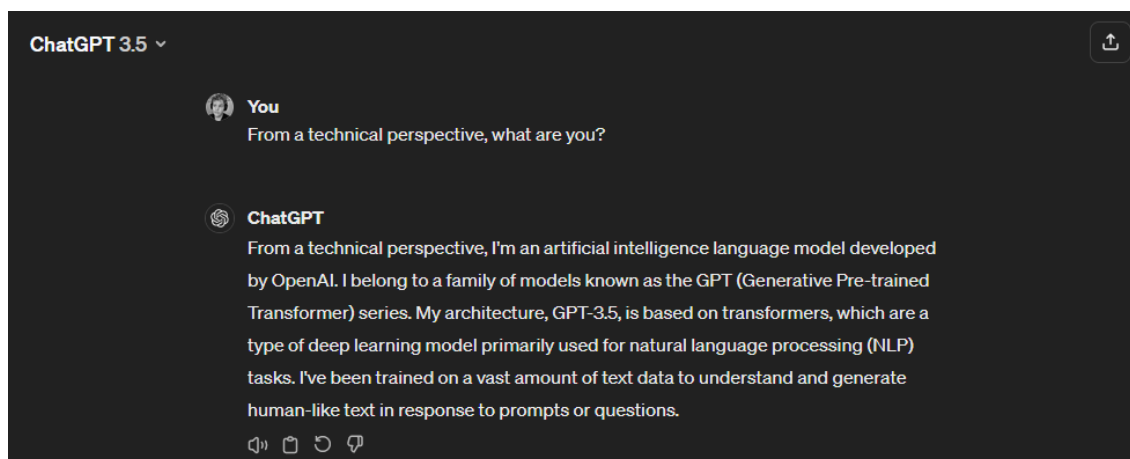 ChatGPT 3.5
You
From a technical perspective, what are you?
ChatGPT
From a technical perspective, I'm an artificial intelligence language model developed
by OpenAI. I belong to a family of models known as the GPT (Generative Pre-trained
Transformer) series. My architecture, GPT-3.5, is based on transformers, which are a
type of deep learning model primarily used for natural language processing (NLP)
tasks. I've been trained on a vast amount of text data to understand and generate
human-like text in response to prompts or questions.